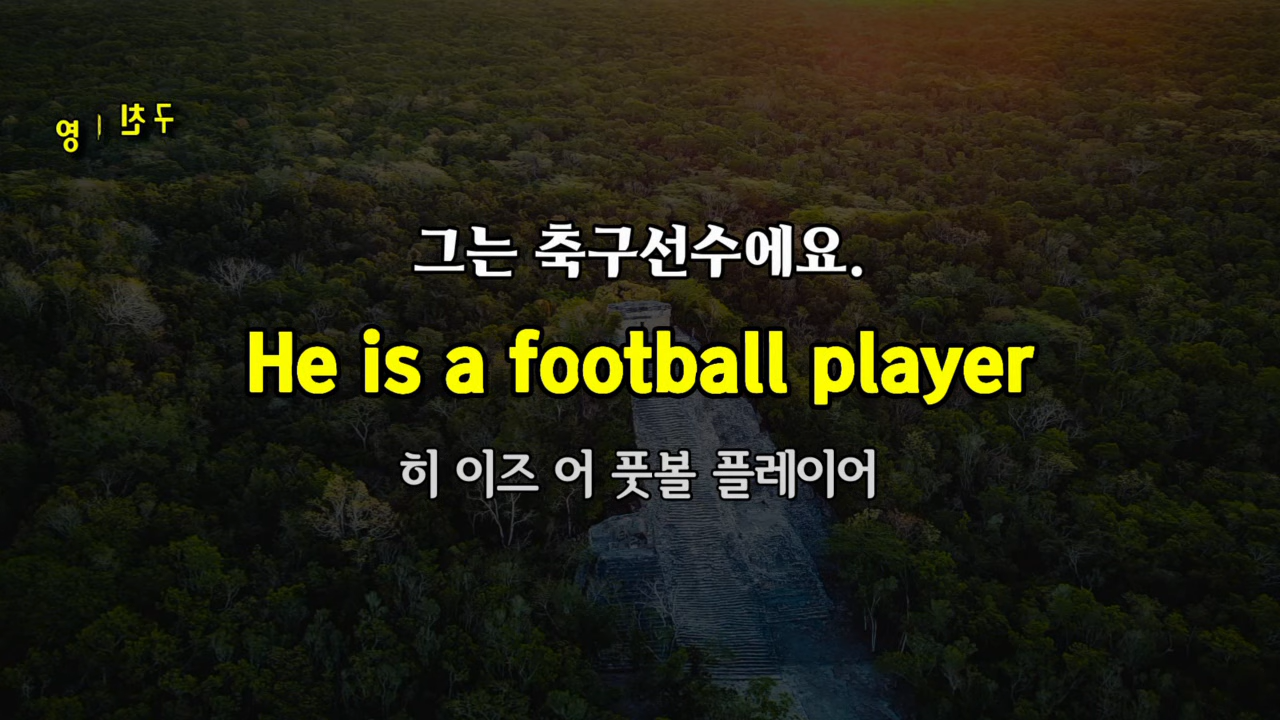 그는 축구선수에요.
He is a football player
히 이즈 어 풋볼 플레이어